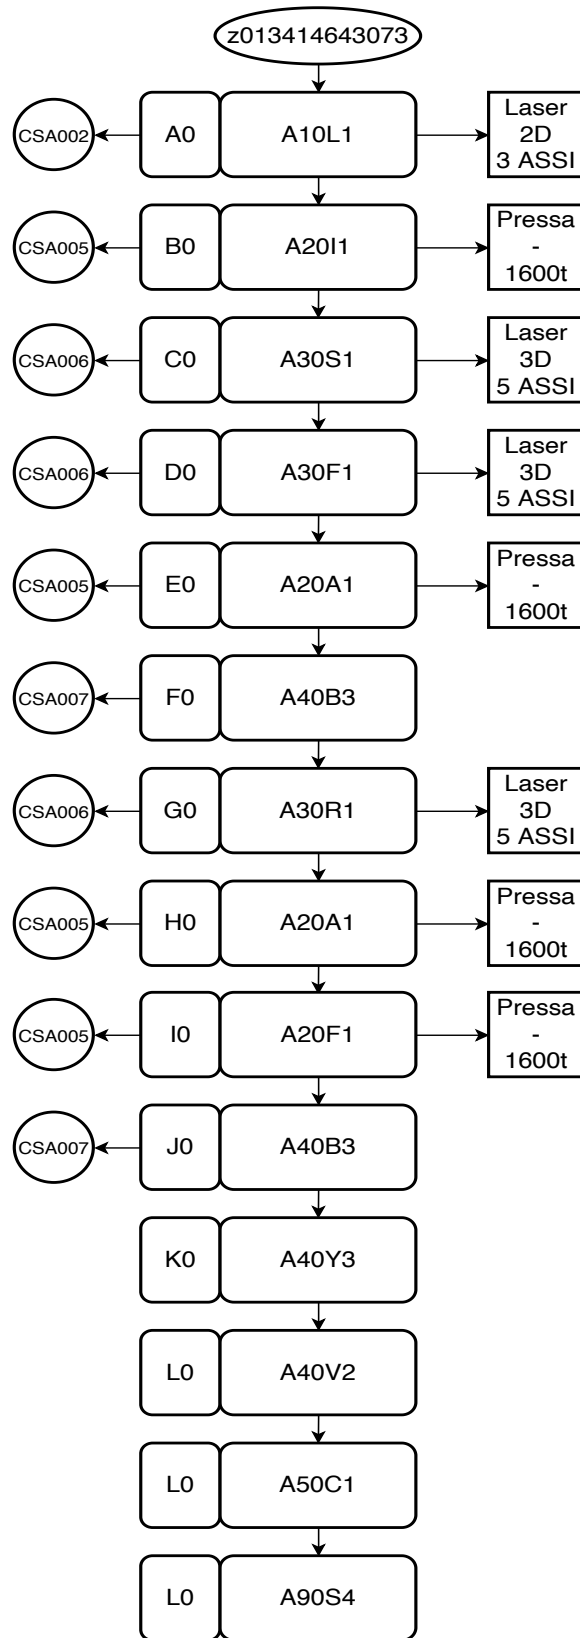 z013414643073
CSA002 A0 A10L1 Laser
2D
3 ASSI
CSA005 B0 A20I1 Pressa
-
1600t
CSA006 C0 A30S1 Laser
3D
5 ASSI
CSA006 D0 A30F1 Laser
3D
5 ASSI
CSA005 E0 A20A1 Pressa
-
1600t
CSA007 F0 A40B3
CSA006 G0 A30R1 Laser
3D
5 ASSI
CSA005 H0 A20A1 Pressa
-
1600t
CSA005 I0 A20F1 Pressa
-
1600t
CSA007 J0 A40B3
K0 A40Y3
L0 A40V2
L0 A50C1
L0 A90S4